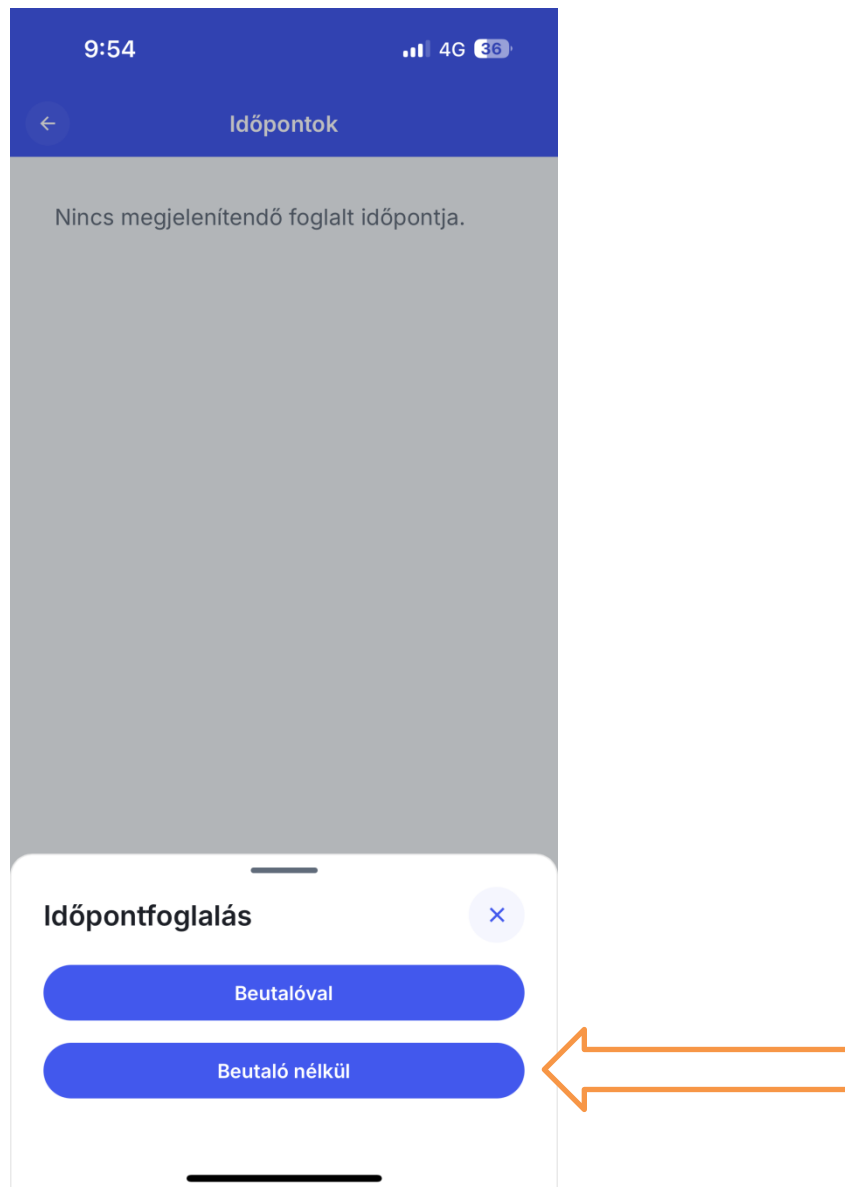 9:54 4G 36
Időpontok
Nincs megjelenítendő foglalt időpontja.
Időpontfoglalás
Beutalóval
Beutaló nélkül